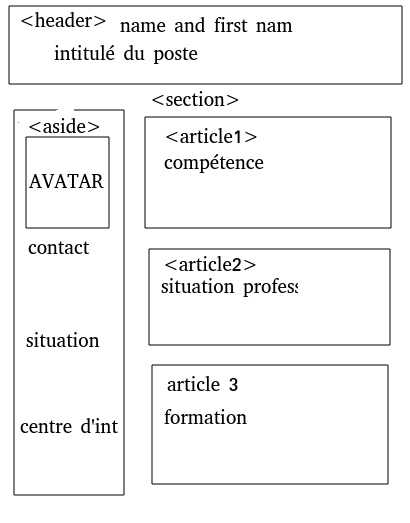 <header> name and first nam
intitulé du poste
<section>
<aside>
AVATAR
contact
situation
centre d'int
<article1>
compétence
<article2>
situation profess
article 3
formation